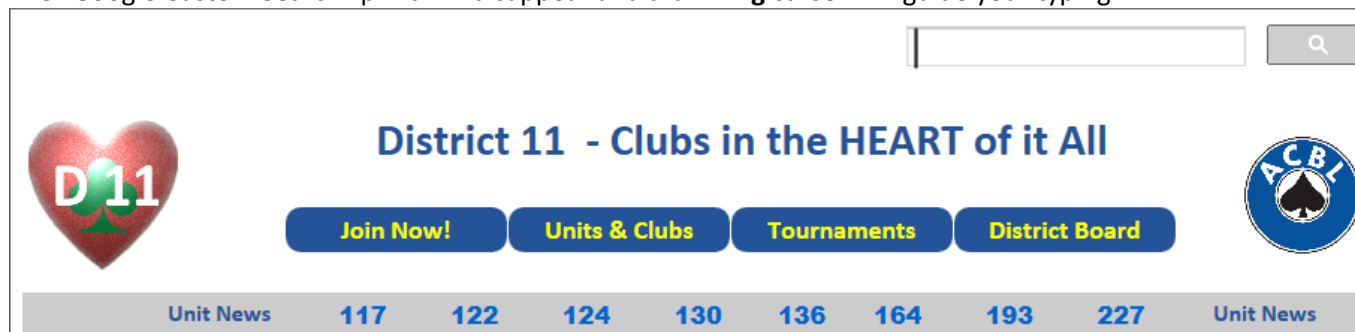 District 11 - Clubs in the HEART of it All
D 11
ACBL
Join Now! Units & Clubs Tournaments District Board
Unit News 117 122 124 130 136 164 193 227 Unit News